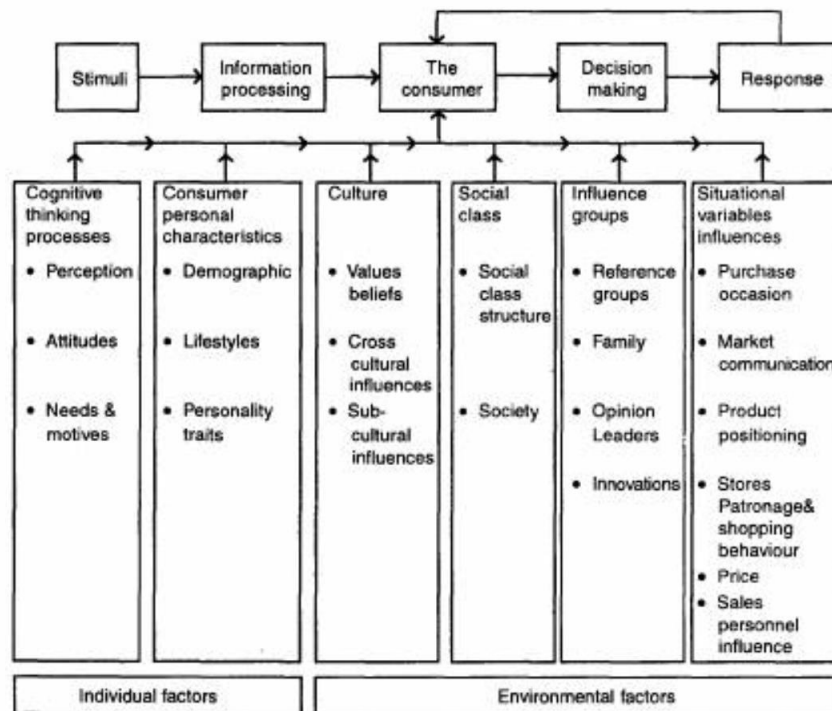 Stimuli
Information
processing
The
consumer
Decision
making
Response
Cognitive
thinking
processes
• Perception
• Attitudes
• Needs &
motives
Consumer
personal
characteristics
• Demographic
• Lifestyles
• Personality
traits
Culture
• Values
beliefs
• Cross
cultural
influences
• Sub-
cultural
influences
Social
class
• Social
class
structure
• Society
Influence
groups
• Reference
groups
• Family
• Opinion
Leaders
• Innovations
Situational
variables
influences
• Purchase
occasion
• Market
communication
• Product
positioning
• Stores
Patronage&
shopping
behaviour
• Price
• Sales
personnel
influence
Individual factors
Environmental factors